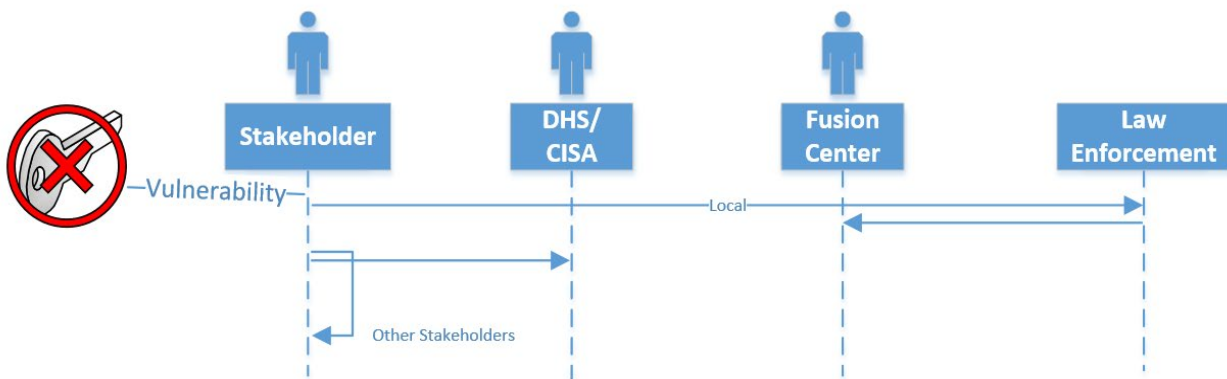 Stakeholder
DHS/
CISA
Fusion
Center
Law
Enforcement
Vulnerability
Local
Other Stakeholders